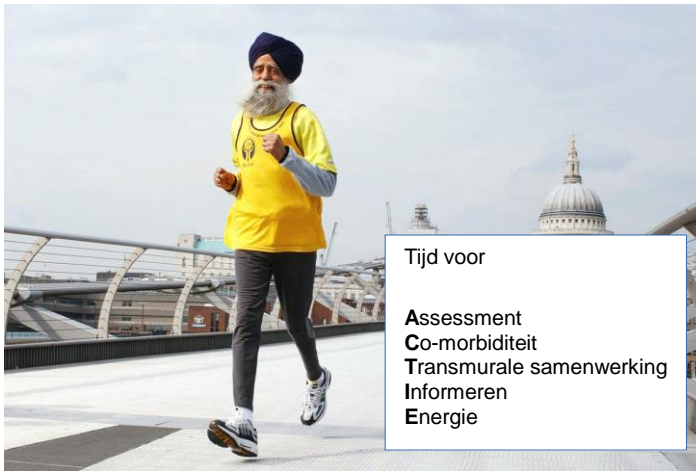 Tijd voor
Assessment
Co-morbiditeit
Transmurale samenwerking
Informeren
Energie